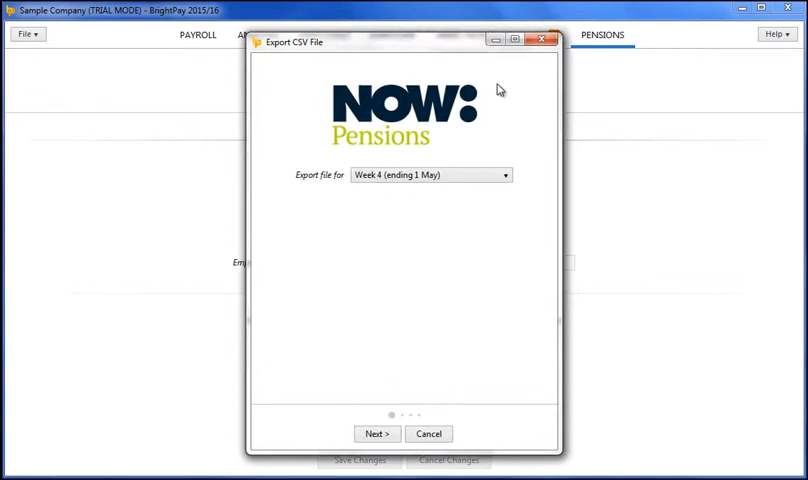 Sample Company (TRIAL MODE) - BrightPay 2015/16
File
PAYROLL
PENSIONS
Help
Export CSV File
NOW:
Pensions
Export file for
Week 4 (ending 1 May)
Next >
Cancel
Save Changes
Cancel Changes